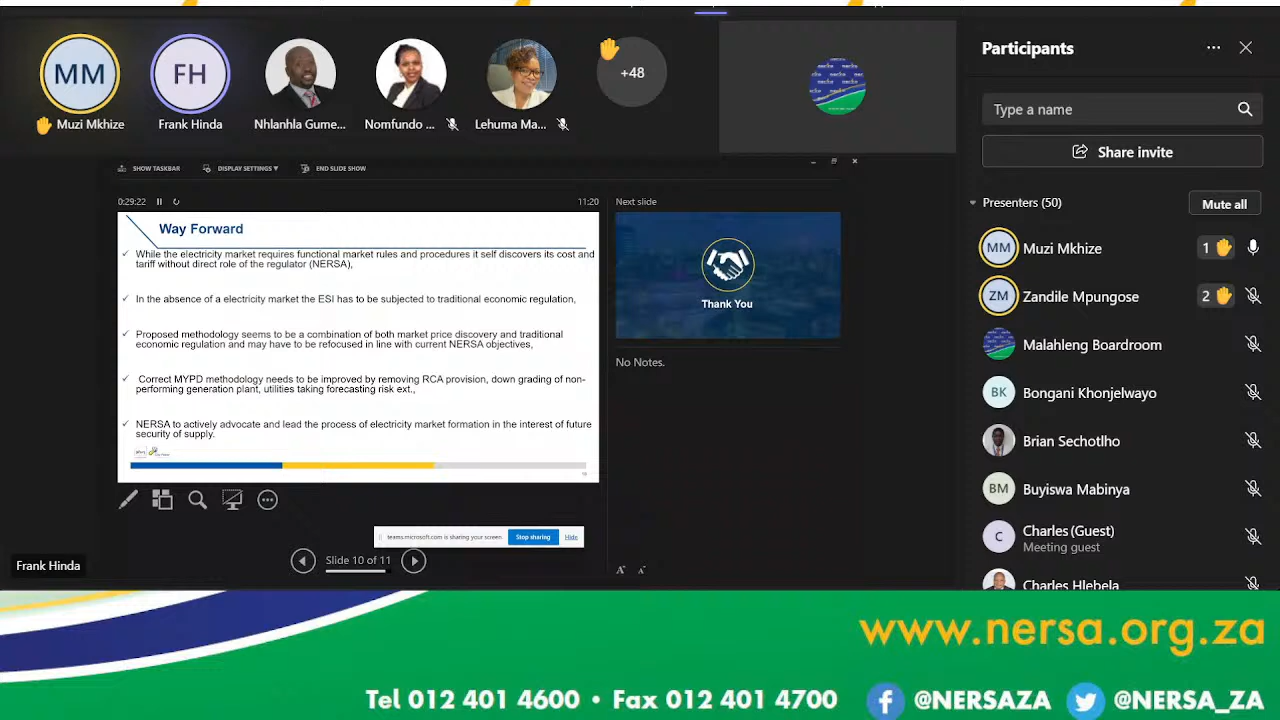 MM
FH
+48
Muzi Mkhize
Frank Hinda
Nhlanhla Gume...
Nomfundo ...
Lehuma Ma...
SHOW TASKBAR
DISPLAY SETTINGS
END SLIDE SHOW
0:29:22
11:20
Way Forward
While the electricity market requires functional market rules and procedures it self discovers its cost and
tariff without direct role of the regulator (NERSA),
In the absence of a electricity market the ESI has to be subjected to traditional economic regulation,
Proposed methodology seems to be a combination of both market price discovery and traditional
economic regulation and may have to be refocused in line with current NERSA objectives,
Correct MYPD methodology needs to be improved by removing RCA provision, down grading of non-
performing generation plant, utilities taking forecasting risk ext.,
NERSA to actively advocate and lead the process of electricity market formation in the interest of future
security of supply.
Next slide
Thank You
No Notes.
teams.microsoft.com is sharing your screen.
Stop sharing
Hide
Slide 10 of 11
Frank Hinda
Participants
Type a name
Share invite
Presenters (50)
Mute all
MM
Muzi Mkhize
1
ZM
Zandile Mpungose
2
Malahleng Boardroom
BK
Bongani Khonjelwayo
Brian Sechotlho
BM
Buyiswa Mabinya
C
Charles (Guest)
Meeting guest
Charles Hlebela
www.nersa.org.za
Tel 012 401 4600 • Fax 012 401 4700
@NERSAZA
@NERSA_ZA